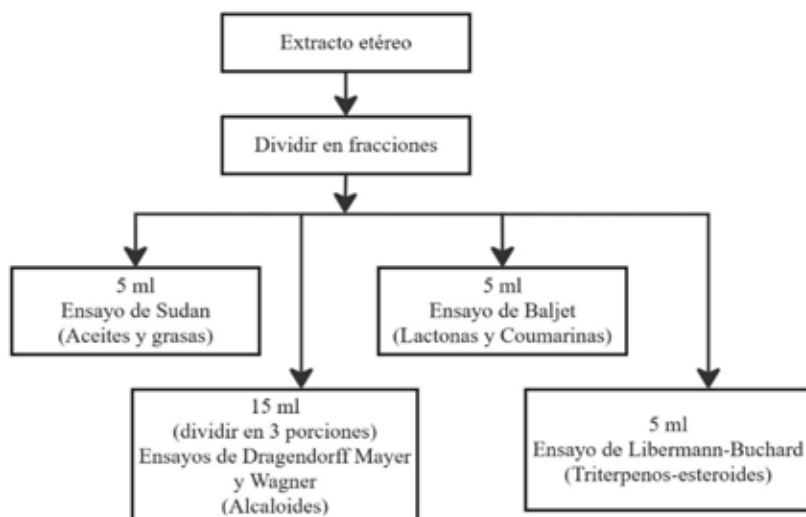 Extracto etéreo
Dividir en fracciones
5 ml
Ensayo de Sudan
(Aceites y grasas)
5 ml
Ensayo de Baljet
(Lactonas y Coumarinas)
15 ml
(dividir en 3 porciones)
Ensayos de Dragendorff Mayer
y Wagner
(Alcaloides)
5 ml
Ensayo de Libermann-Buchard
(Triterpenos-esteroides)